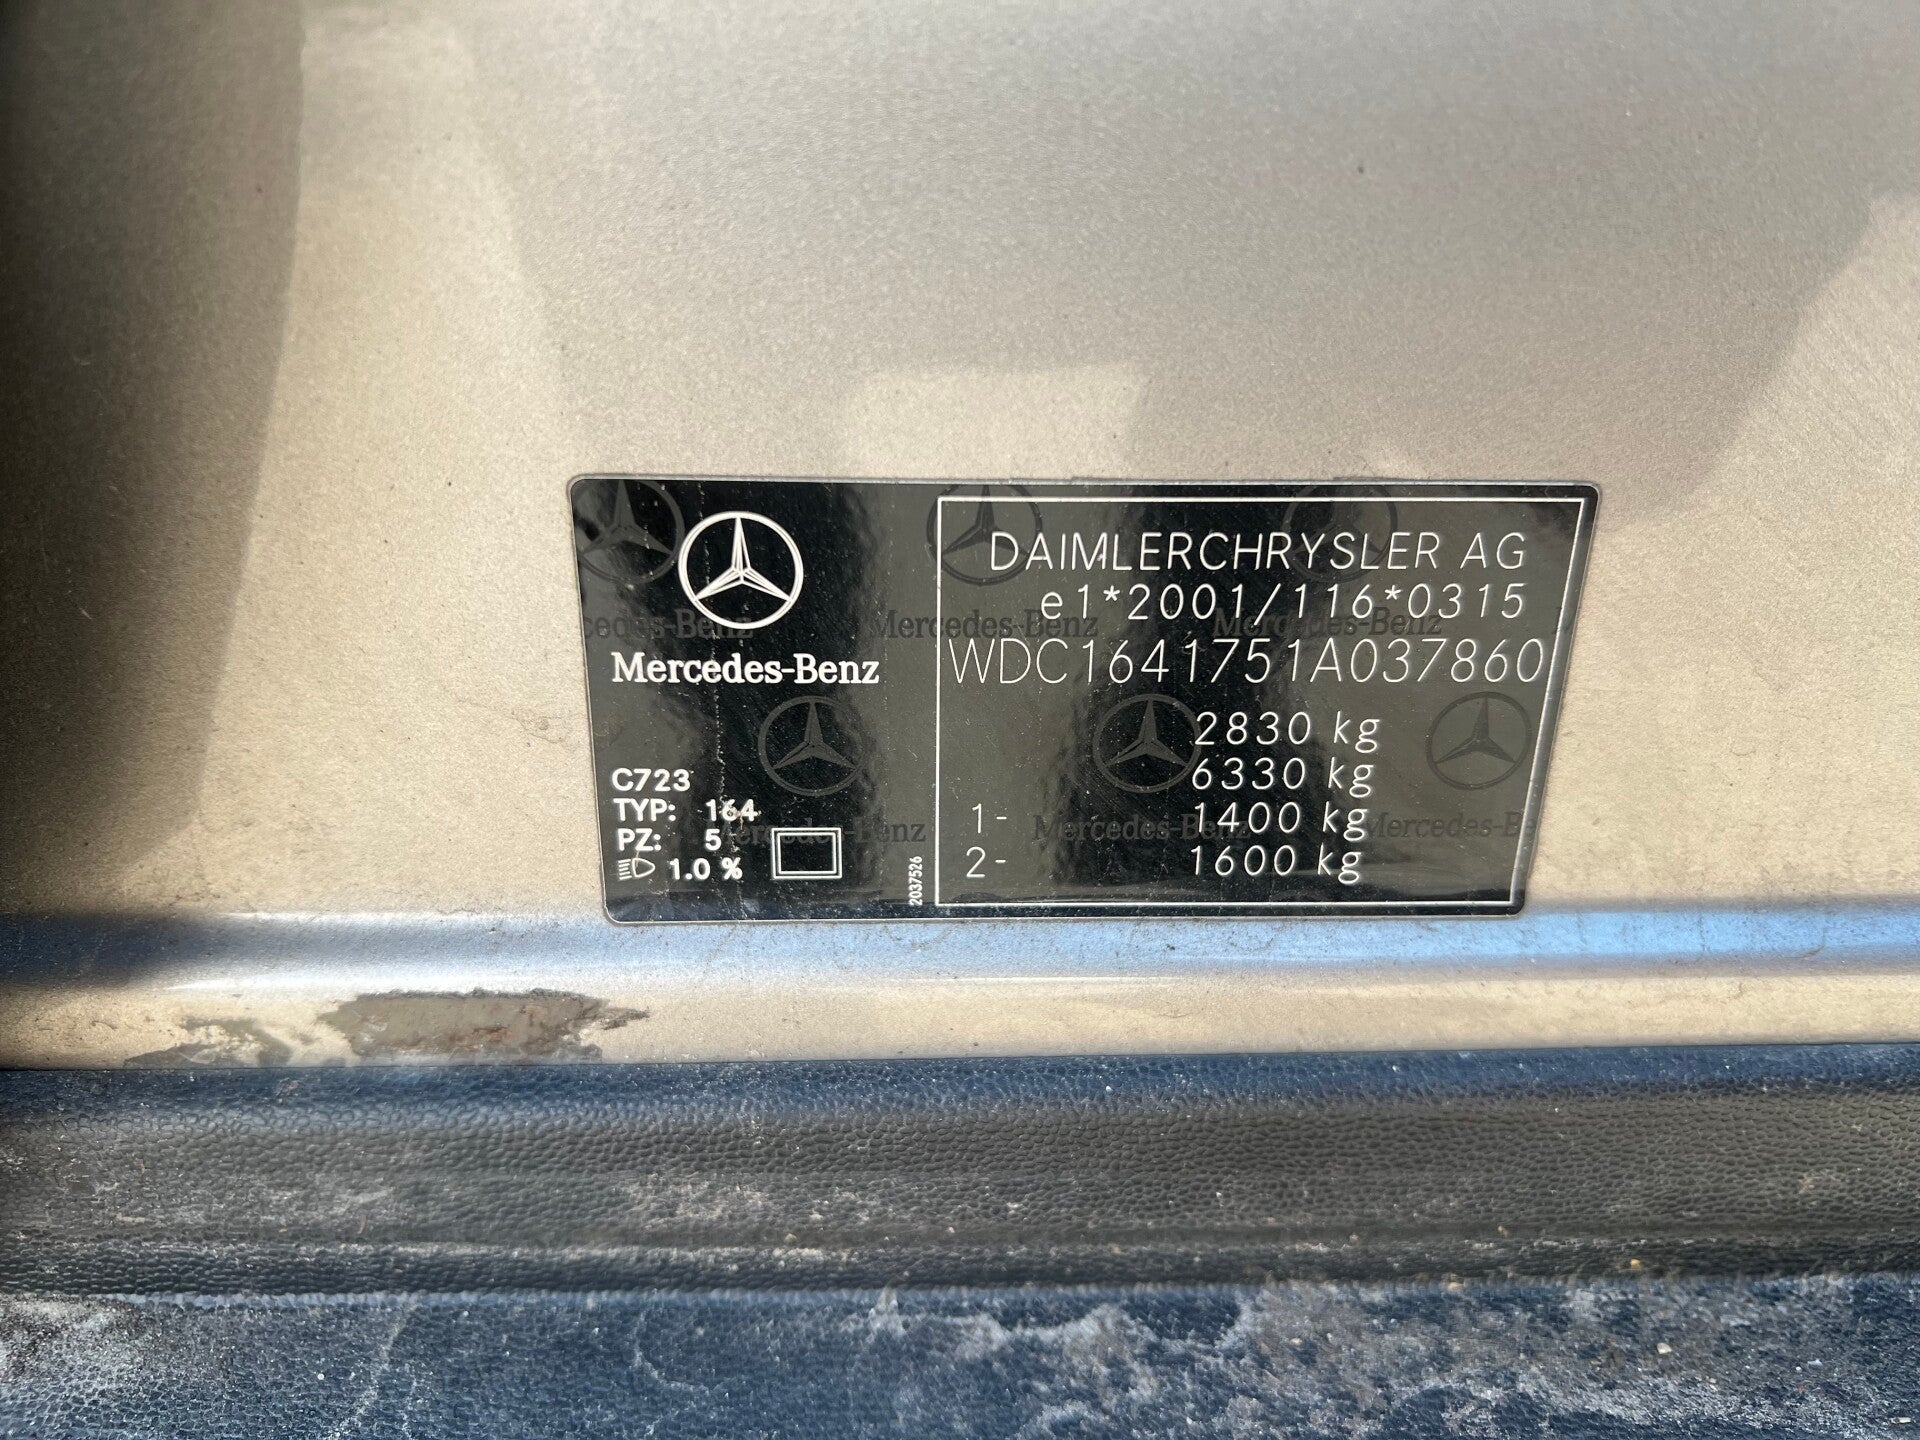 Mercedes-Benz
C723
TYP: 164
PZ: 5
1.0 %
2037526
DAIMLERCHRYSLER AG
e1*2001/116*0315
WDC1641751A037860
2830 kg
6330 kg
1- 1400 kg
2- 1600 kg